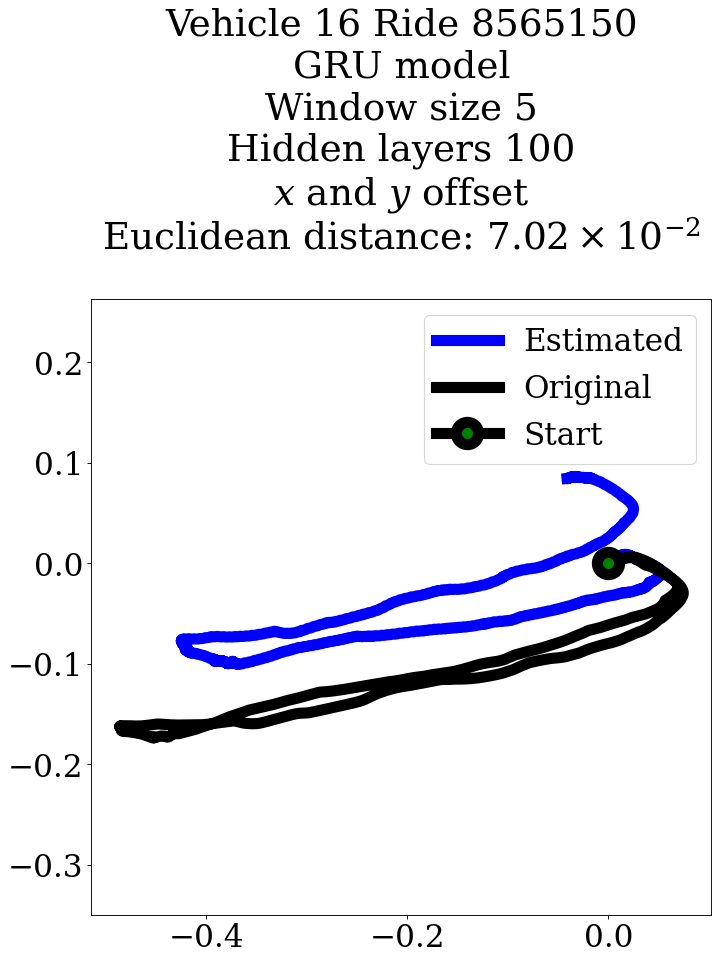 Vehicle 16 Ride 8565150
GRU model
Window size 5
Hidden layers 100
x and y offset
Euclidean distance: 7.02 × 10⁻²
Estimated
Original
Start
0.2
0.1
0.0
−0.1
−0.2
−0.3
−0.4
−0.2
0.0